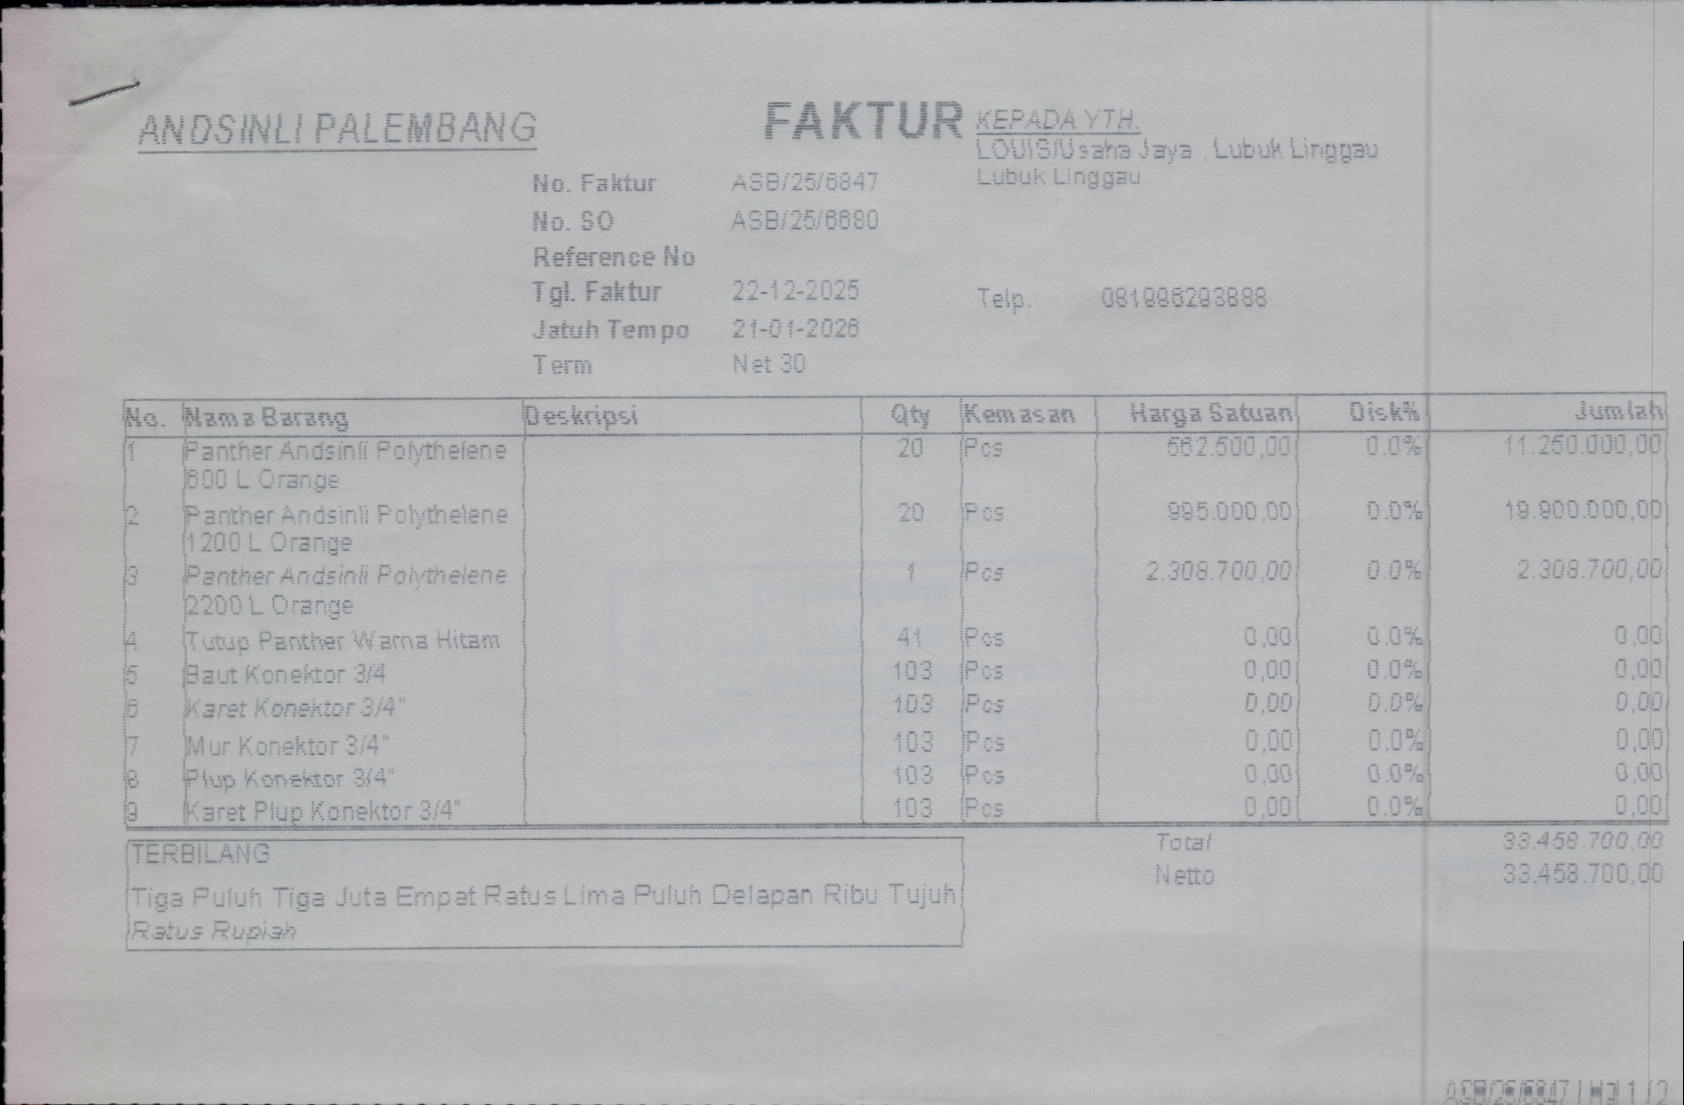 ANDSINLI PALEMBANG
FAKTUR
KEPADA YTH.
LOUIS/Usaha Jaya , Lubuk Linggau
Lubuk Linggau
No. Faktur ASB/25/6847
No. SO ASB/25/6680
Reference No
Tgl. Faktur 22-12-2025
Telp. 081996293888
Jatuh Tempo 21-01-2026
Term Net 30
No. Nama Barang Deskripsi Qty Kemasan Harga Satuan Disk% Jumlah
1 Panther Andsinli Polythelene 20 Pcs 562.500,00 0.0% 11.250.000,00
600 L Orange
2 Panther Andsinli Polythelene 20 Pcs 995.000,00 0.0% 19.900.000,00
1200 L Orange
3 Panther Andsinli Polythelene 1 Pcs 2.308.700,00 0.0% 2.308.700,00
2200 L Orange
4 Tutup Panther Warna Hitam 41 Pcs 0,00 0.0% 0,00
5 Baut Konektor 3/4 103 Pcs 0,00 0.0% 0,00
6 Karet Konektor 3/4" 103 Pcs 0,00 0.0% 0,00
7 Mur Konektor 3/4" 103 Pcs 0,00 0.0% 0,00
8 Plup Konektor 3/4" 103 Pcs 0,00 0.0% 0,00
9 Karet Plup Konektor 3/4" 103 Pcs 0,00 0.0% 0,00
Total 33.458.700,00
Netto 33.458.700,00
TERBILANG
Tiga Puluh Tiga Juta Empat Ratus Lima Puluh Delapan Ribu Tujuh
Ratus Rupiah
ASB/25/6847 | Hal 1 / 2